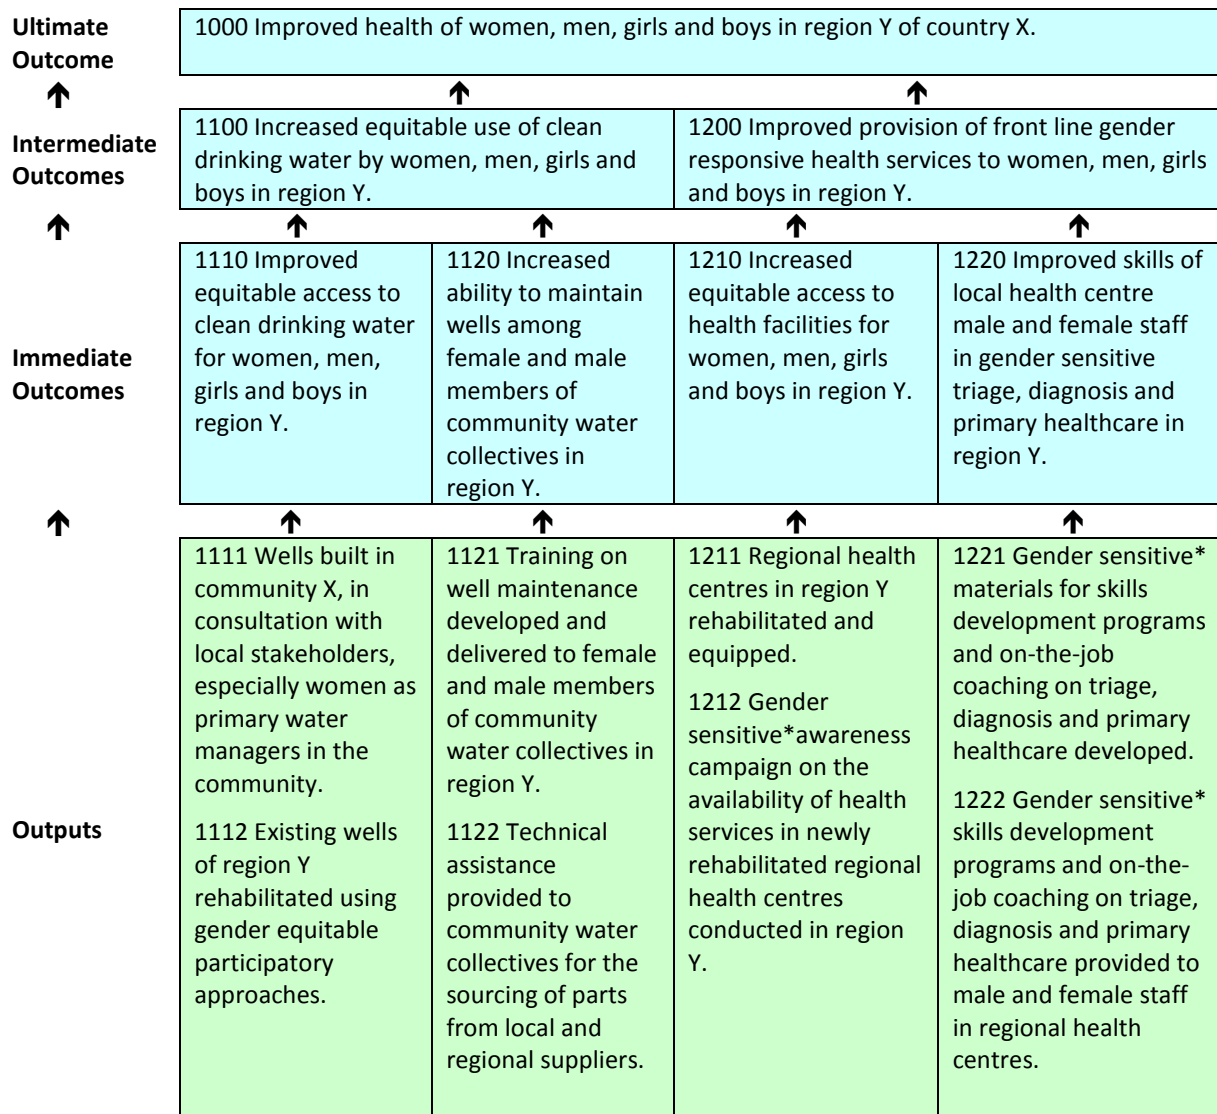 Ultimate
Outcome
1000 Improved health of women, men, girls and boys in region Y of country X.
Intermediate
Outcomes
1100 Increased equitable use of clean
drinking water by women, men, girls and
boys in region Y.
1200 Improved provision of front line gender
responsive health services to women, men, girls
and boys in region Y.
Immediate
Outcomes
1110 Improved
equitable access to
clean drinking water
for women, men,
girls and boys in
region Y.
1120 Increased
ability to maintain
wells among
female and male
members of
community water
collectives in
region Y.
1210 Increased
equitable access to
health facilities for
women, men, girls
and boys in region Y.
1220 Improved skills of
local health centre
male and female staff
in gender sensitive
triage, diagnosis and
primary healthcare in
region Y.
Outputs
1111 Wells built in
community X, in
consultation with
local stakeholders,
especially women as
primary water
managers in the
community.
1112 Existing wells
of region Y
rehabilitated using
gender equitable
participatory
approaches.
1121 Training on
well maintenance
developed and
delivered to female
and male members
of community
water collectives in
region Y.
1122 Technical
assistance
provided to
community water
collectives for the
sourcing of parts
from local and
regional suppliers.
1211 Regional health
centres in region Y
rehabilitated and
equipped.
1212 Gender
sensitive*awareness
campaign on the
availability of health
services in newly
rehabilitated regional
health centres
conducted in region
Y.
1221 Gender sensitive*
materials for skills
development programs
and on-the-job
coaching on triage,
diagnosis and primary
healthcare developed.
1222 Gender sensitive*
skills development
programs and on-the-
job coaching on triage,
diagnosis and primary
healthcare provided to
male and female staff
in regional health
centres.